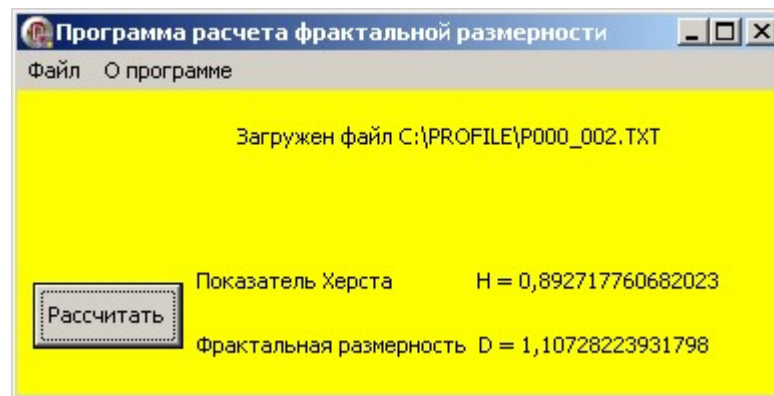 Программа расчета фрактальной размерности
Файл О программе
Загружен файл C:\PROFILE\P000_002.TXT
Показатель Херста H = 0,892717760682023
Рассчитать
Фрактальная размерность D = 1,10728223931798